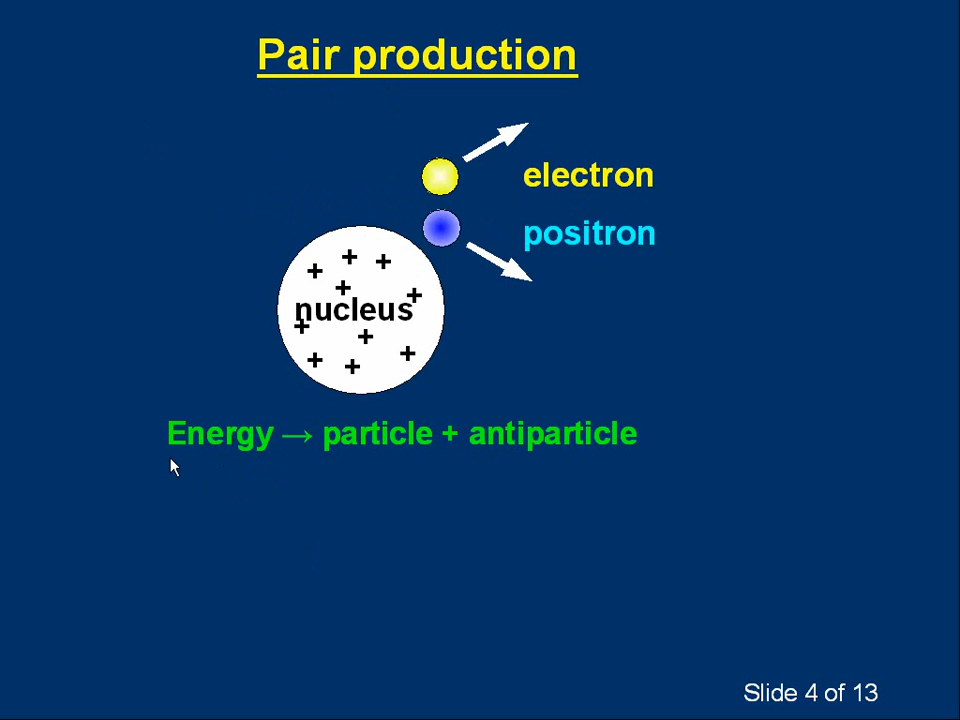 Pair production
electron
positron
+ + +
+ +
nucleus
+ +
+ + +
Energy → particle + antiparticle
Slide 4 of 13